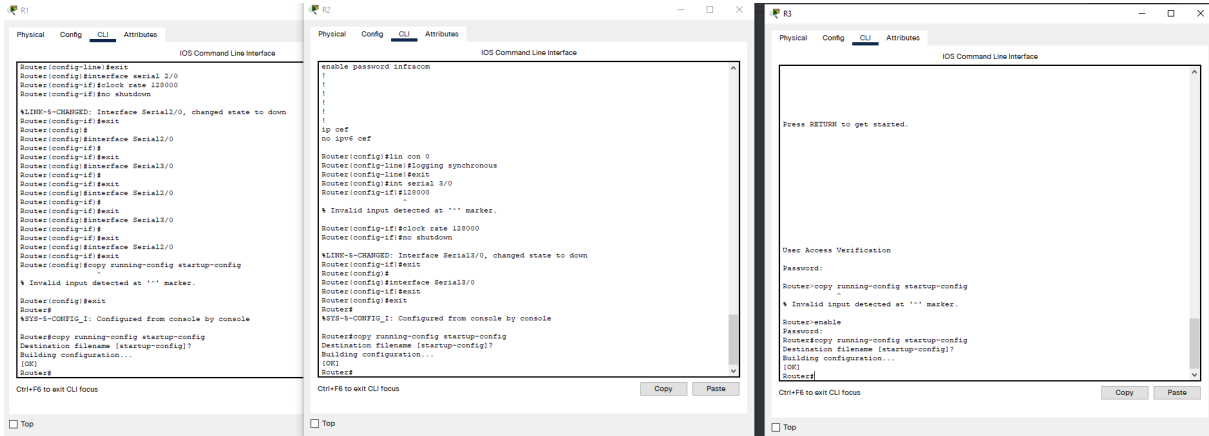 R1
Physical Config CLI Attributes
IOS Command Line Interface
Router(config-line)#exit
Router(config)#interface serial 2/0
Router(config-if)#clock rate 128000
Router(config-if)#no shutdown
%LINK-5-CHANGED: Interface Serial2/0, changed state to down
Router(config-if)#exit
Router(config)#
Router(config)#interface Serial2/0
Router(config-if)#
Router(config-if)#exit
Router(config)#interface Serial3/0
Router(config-if)#
Router(config-if)#exit
Router(config)#interface Serial2/0
Router(config-if)#
Router(config-if)#exit
Router(config)#interface Serial3/0
Router(config-if)#
Router(config-if)#exit
Router(config)#interface Serial2/0
Router(config-if)#exit
Router(config)#copy running-config startup-config
^
% Invalid input detected at '^' marker.
Router(config)#exit
Router#
%SYS-5-CONFIG_I: Configured from console by console
Router#copy running-config startup-config
Destination filename [startup-config]?
Building configuration...
[OK]
Router#
Ctrl+F6 to exit CLI focus
Top
R2
Physical Config CLI Attributes
IOS Command Line Interface
enable password infracom
!
!
!
!
!
!
ip cef
no ipv6 cef
Router(config)#lin con 0
Router(config-line)#logging synchronous
Router(config-line)#exit
Router(config)#int serial 3/0
Router(config-if)#128000
^
% Invalid input detected at '^' marker.
Router(config-if)#clock rate 128000
Router(config-if)#no shutdown
%LINK-5-CHANGED: Interface Serial3/0, changed state to down
Router(config-if)#exit
Router(config)#
Router(config)#interface Serial3/0
Router(config-if)#exit
Router(config)#exit
Router#
%SYS-5-CONFIG_I: Configured from console by console
Router#copy running-config startup-config
Destination filename [startup-config]?
Building configuration...
[OK]
Router#
Ctrl+F6 to exit CLI focus
Copy Paste
Top
R3
Physical Config CLI Attributes
IOS Command Line Interface
Press RETURN to get started.
User Access Verification
Password:
Router>copy running-config startup-config
^
% Invalid input detected at '^' marker.
Router>enable
Password:
Router#copy running-config startup-config
Destination filename [startup-config]?
Building configuration...
[OK]
Router#
Ctrl+F6 to exit CLI focus
Copy Paste
Top